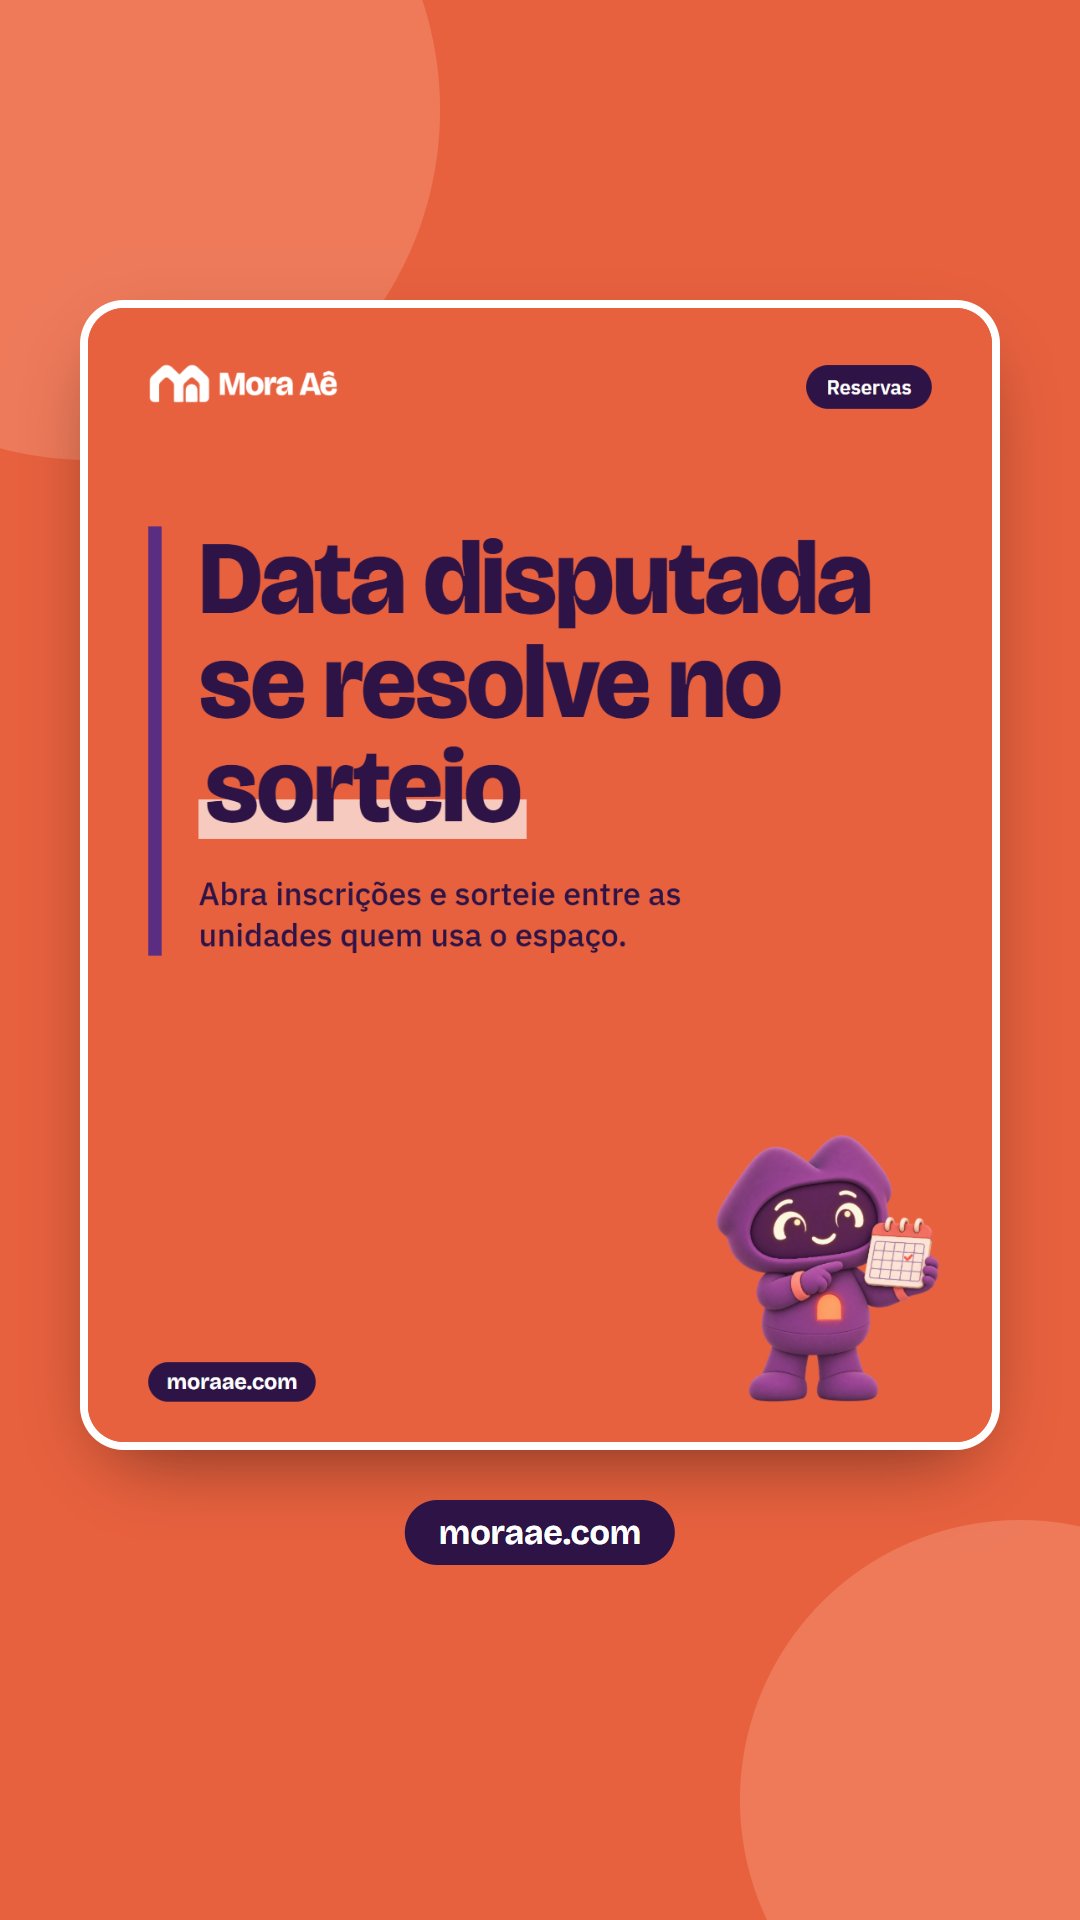 Mora Aê
Reservas
Data disputada
se resolve no
sorteio
Abra inscrições e sorteie entre as
unidades quem usa o espaço.
moraae.com
moraae.com